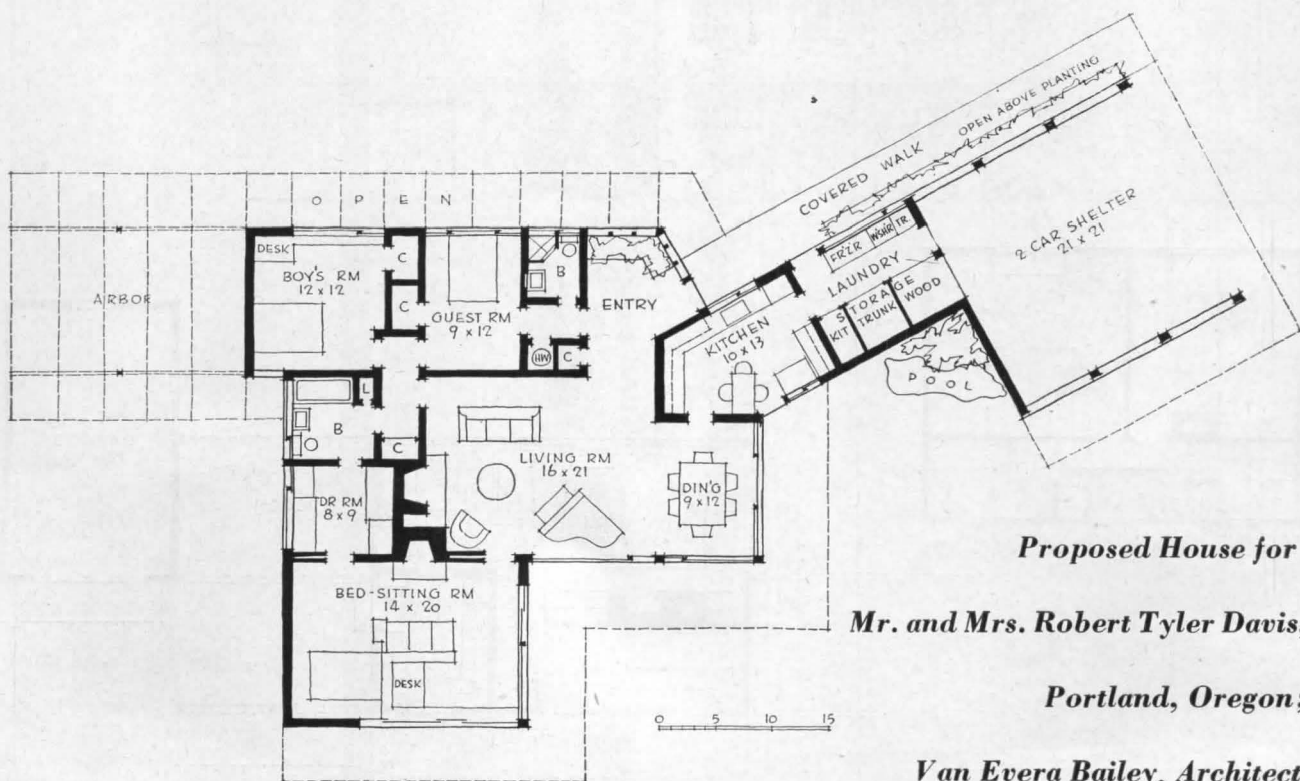 OPEN ABOVE PLANTING
COVERED WALK
OPEN
DESK
BOY'S RM
12 x 12
C
C
GUEST RM
9 x 12
B
ENTRY
HW
C
ARBOR
FR'Z'R
W'SH'R
TR
LAUNDRY
2 CAR SHELTER
21 x 21
STORAGE
KIT
TRUNK
WOOD
KITCHEN
10 x 13
POOL
L
B
C
LIVING RM
16 x 21
DIN'G
9 x 12
DR RM
8 x 9
BED-SITTING RM
14 x 20
DESK
0 5 10 15
Proposed House for
Mr. and Mrs. Robert Tyler Davis,
Portland, Oregon;
Van Evera Bailey, Architect